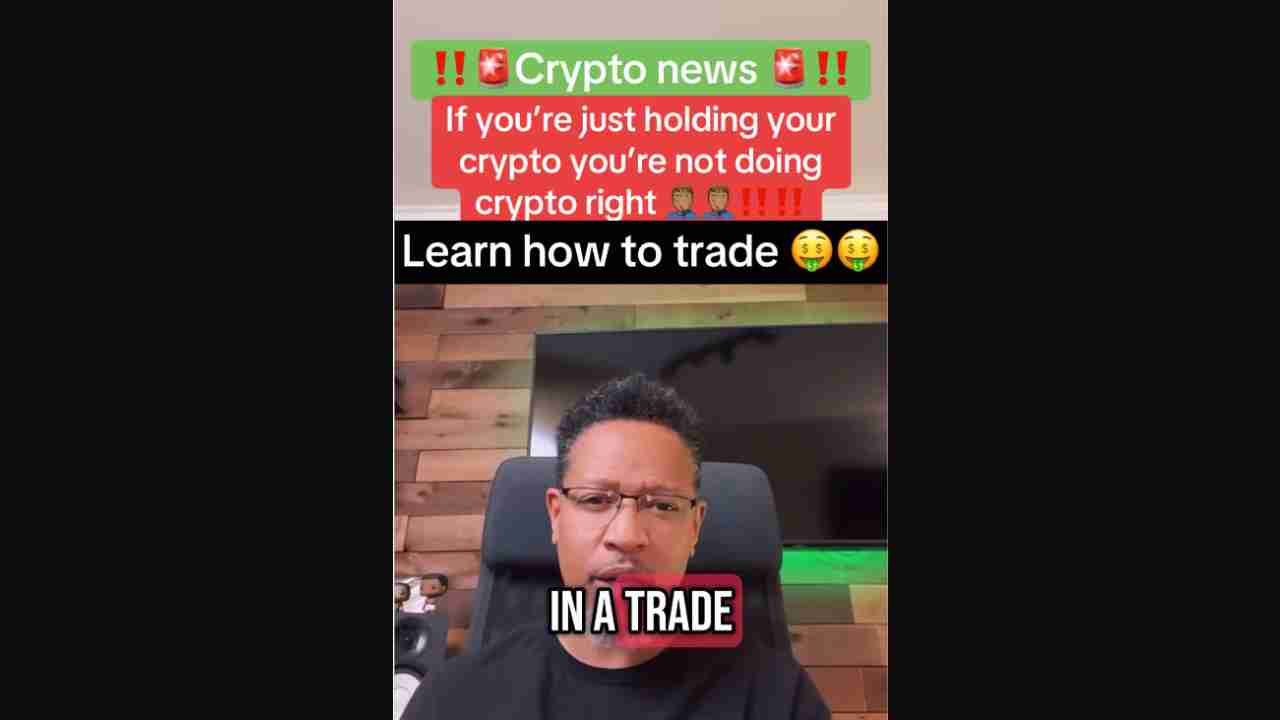 ‼️🚨Crypto news 🚨‼️
If you’re just holding your
crypto you’re not doing
crypto right 🤦🏽‍♂️🤦🏽‍♂️‼️‼️
Learn how to trade 🤑🤑
IN A TRADE